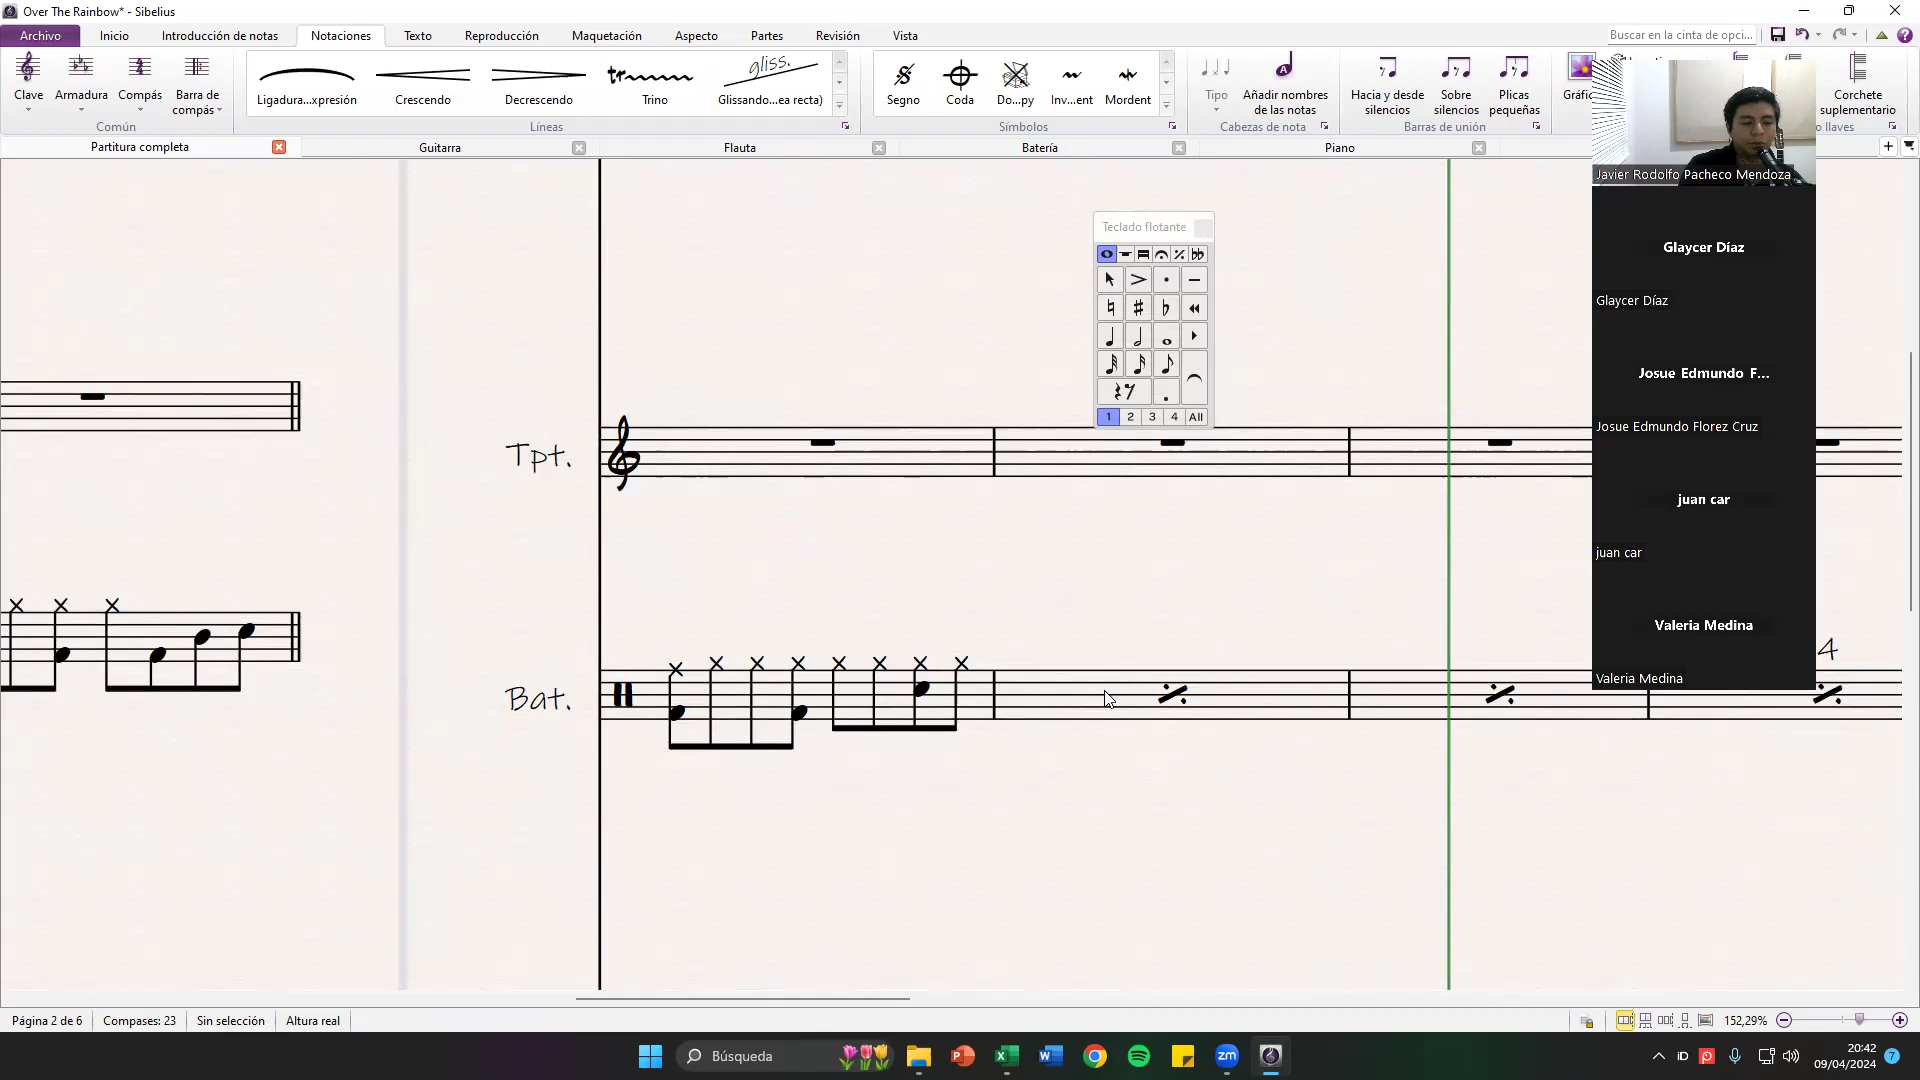 Over The Rainbow* - Sibelius
Archivo Inicio Introducción de notas Notaciones Texto Reproducción Maquetación Aspecto Partes Revisión Vista Buscar en la cinta de opci...
gliss.
Clave Armadura Compás Barra de compás
Ligadura...xpresión Crescendo Decrescendo Trino Glissando...ea recta)
Segno Coda Do...py Inv...ent Mordent
Tipo Añadir nombres de las notas
Hacia y desde silencios Sobre silencios Plicas pequeñas
Corchete suplementario
Común Líneas Símbolos Cabezas de nota Barras de unión
Partitura completa Guitarra Flauta Batería Piano
Javier Rodolfo Pacheco Mendoza
Teclado flotante
1 2 3 4 All
Glaycer Díaz
Glaycer Díaz
Josue Edmundo F...
Josue Edmundo Florez Cruz
juan car
juan car
Valeria Medina
Valeria Medina
Tpt.
Bat.
4
Página 2 de 6 Compases: 23 Sin selección Altura real 152,29%
Búsqueda
zm
iD
20:42
09/04/2024
7